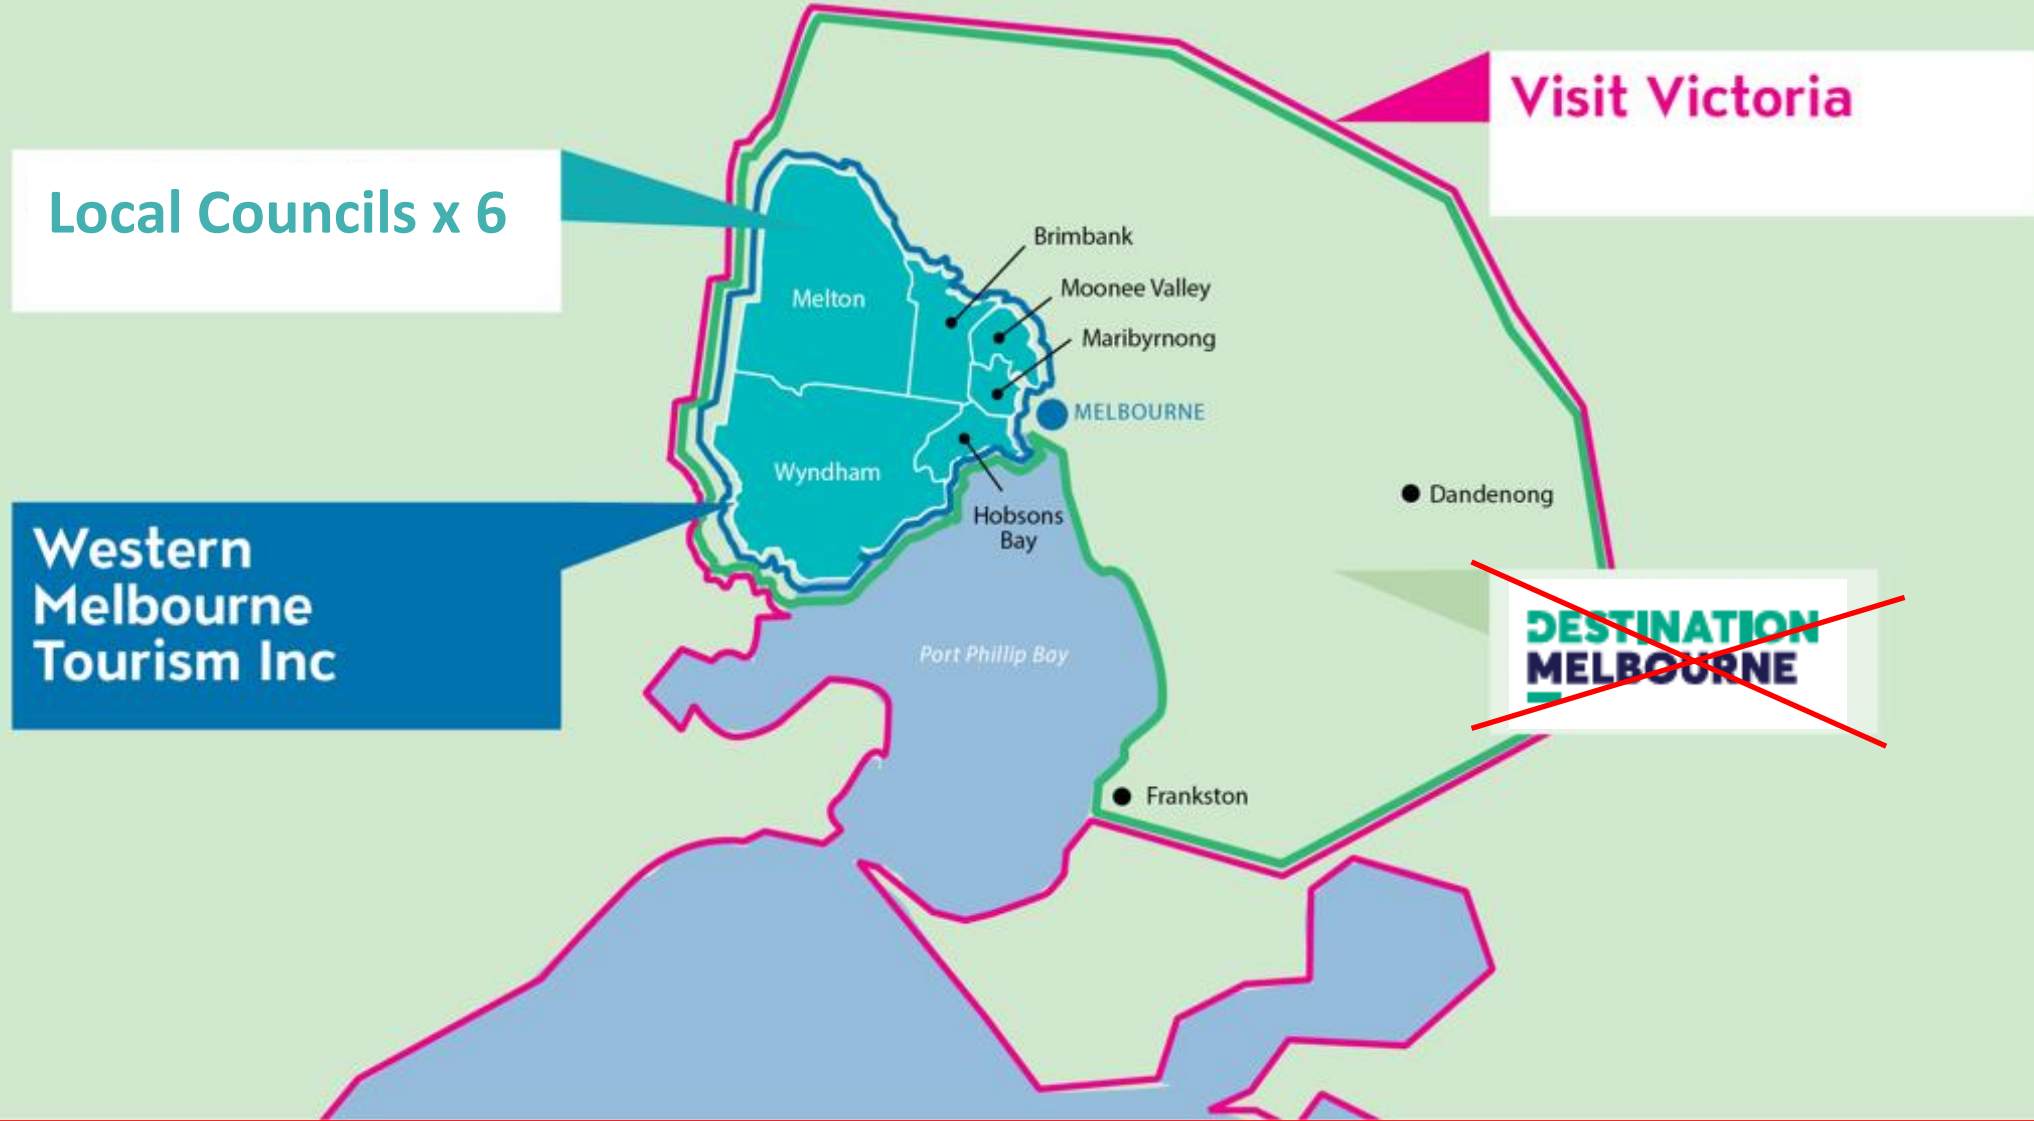 Visit Victoria
Local Councils x 6
Brimbank
Moonee Valley
Melton
Maribyrnong
MELBOURNE
Wyndham
Dandenong
Hobsons
Bay
Western
Melbourne
Tourism Inc
DESTINATION
MELBOURNE
Port Phillip Bay
Frankston